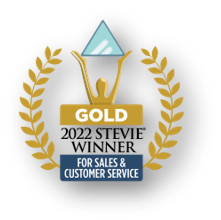 GOLD
2022 STEVIE®
WINNER
FOR SALES &
CUSTOMER SERVICE